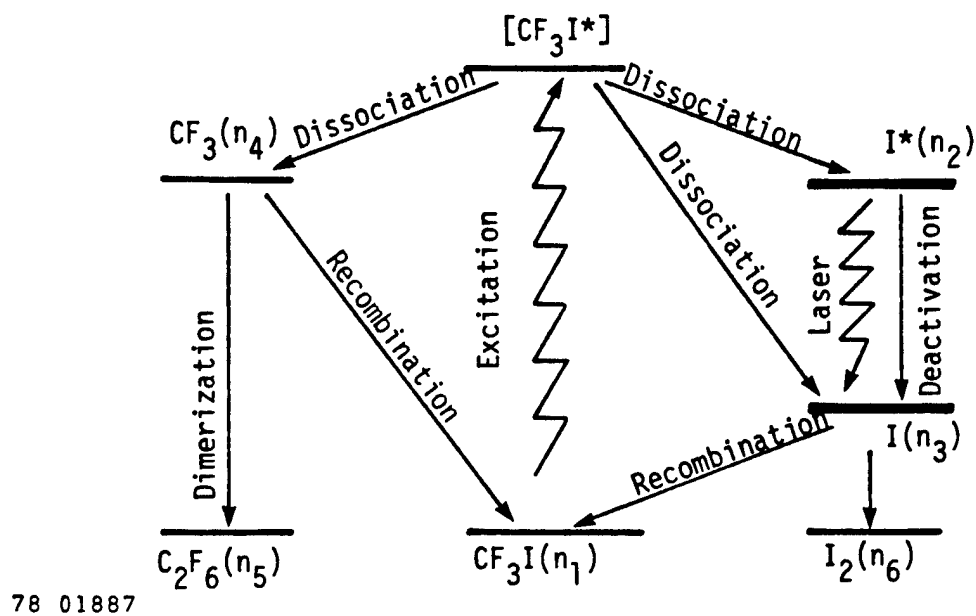 [CF₃I*]
Dissociation
Dissociation
CF₃(n₄)
I*(n₂)
Dissociation
Recombination
Excitation
Laser
Deactivation
Dimerization
Recombination
I(n₃)
C₂F₆(n₅)
CF₃I(n₁)
I₂(n₆)
78 01887